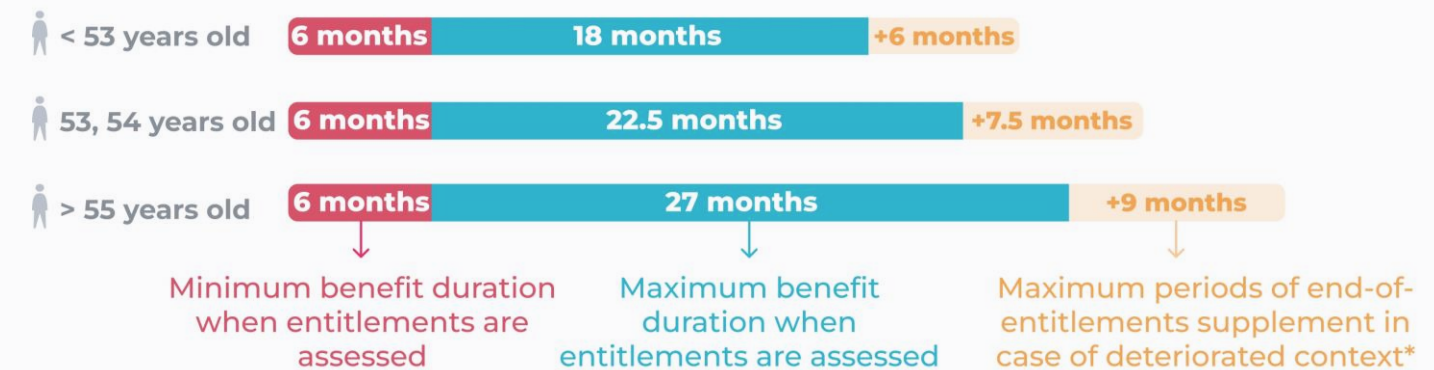 < 53 years old 6 months 18 months +6 months
53, 54 years old 6 months 22.5 months +7.5 months
> 55 years old 6 months 27 months +9 months
Minimum benefit duration
when entitlements are
assessed
Maximum benefit
duration when
entitlements are assessed
Maximum periods of end-of-
entitlements supplement in
case of deteriorated context*